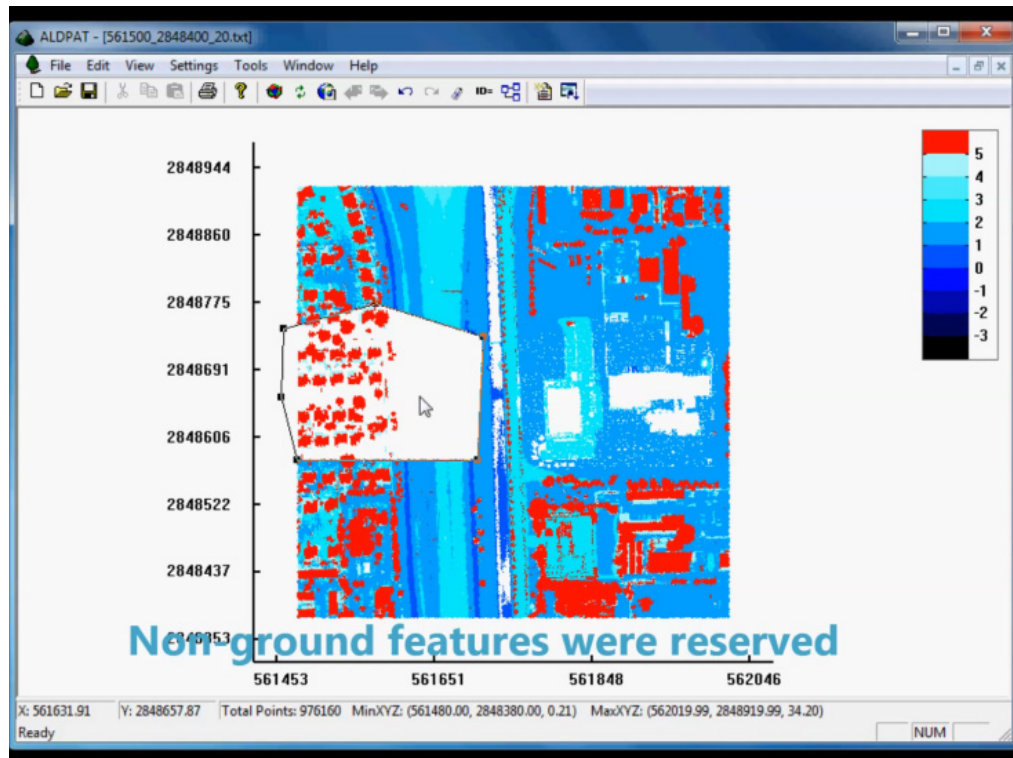 ALDPAT - [561500_2848400_20.txt]
File Edit View Settings Tools Window Help
ID=
2848944
2848860
2848775
2848691
2848606
2848522
2848437
561453 561651 561848 562046
5
4
3
2
1
0
-1
-2
-3
Non-ground features were reserved
X: 561631.91 Y: 2848657.87 Total Points: 976160 MinXYZ: (561480.00, 2848380.00, 0.21) MaxXYZ: (562019.99, 2848919.99, 34.20)
Ready NUM